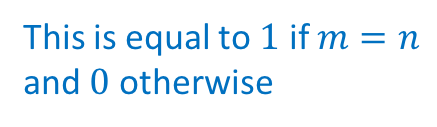 This is equal to 1 if m = n
and 0 otherwise